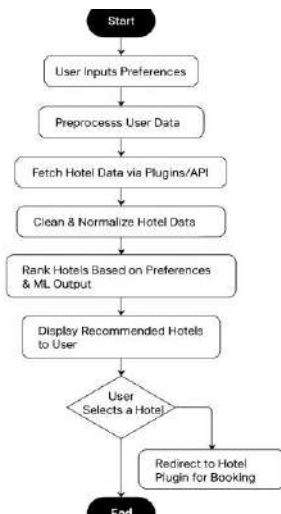 Start
User Inputs Preferences
Preprocesss User Data
Fetch Hotel Data via Plugins/API
Clean & Normalize Hotel Data
Rank Hotels Based on Preferences
& ML Output
Display Recommended Hotels
to User
User
Selects a Hotel
Redirect to Hotel
Plugin for Booking
End